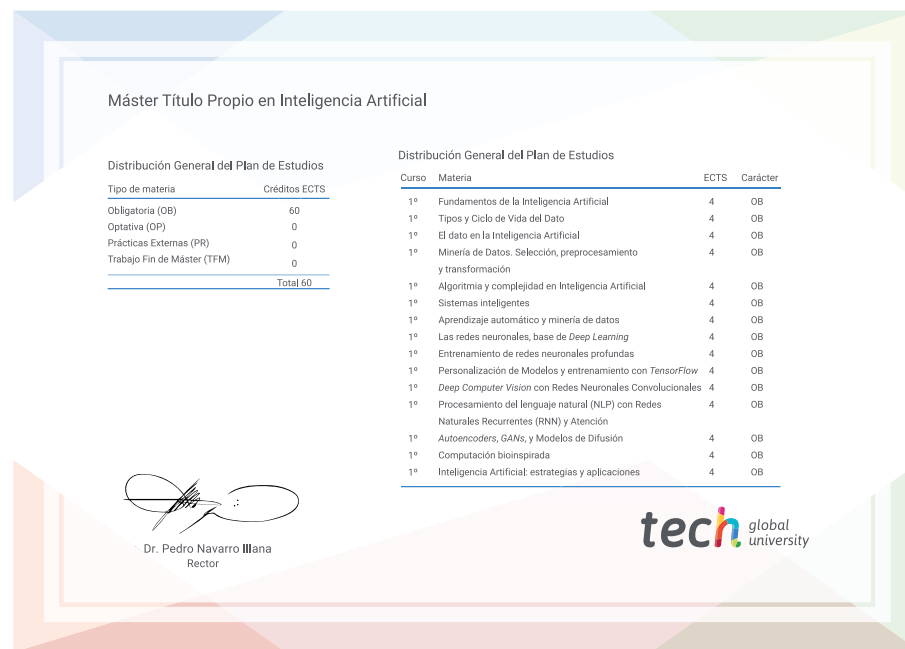 Máster Título Propio en Inteligencia Artificial
Distribución General del Plan de Estudios
Tipo de materia Créditos ECTS
Obligatoria (OB) 60
Optativa (OP) 0
Prácticas Externas (PR) 0
Trabajo Fin de Máster (TFM) 0
Total 60
Distribución General del Plan de Estudios
Curso Materia ECTS Carácter
1º Fundamentos de la Inteligencia Artificial 4 OB
1º Tipos y Ciclo de Vida del Dato 4 OB
1º El dato en la Inteligencia Artificial 4 OB
1º Minería de Datos. Selección, preprocesamiento 4 OB
y transformación
1º Algoritmia y complejidad en Inteligencia Artificial 4 OB
1º Sistemas inteligentes 4 OB
1º Aprendizaje automático y minería de datos 4 OB
1º Las redes neuronales, base de Deep Learning 4 OB
1º Entrenamiento de redes neuronales profundas 4 OB
1º Personalización de Modelos y entrenamiento con TensorFlow 4 OB
1º Deep Computer Vision con Redes Neuronales Convolucionales 4 OB
1º Procesamiento del lenguaje natural (NLP) con Redes 4 OB
Naturales Recurrentes (RNN) y Atención
1º Autoencoders, GANs, y Modelos de Difusión 4 OB
1º Computación bioinspirada 4 OB
1º Inteligencia Artificial: estrategias y aplicaciones 4 OB
Dr. Pedro Navarro Illana
Rector
tech global
university